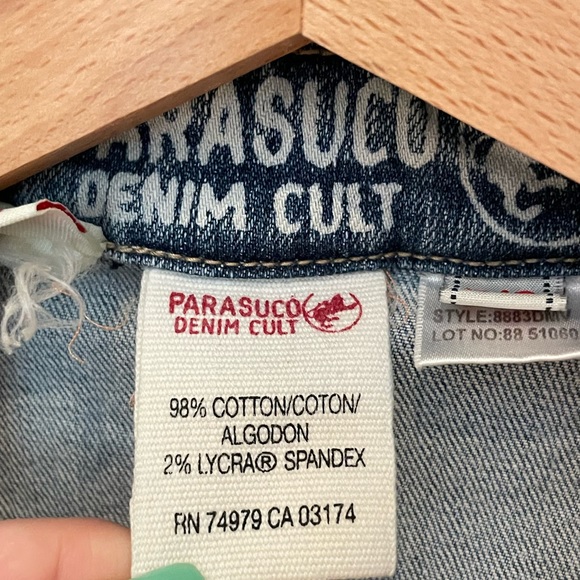 PARASUCO
DENIM CULT
PARASUCO
DENIM CULT
98% COTTON/COTON/
ALGODON
2% LYCRA® SPANDEX
RN 74979 CA 03174
STYLE:8883DMV
LOT NO:88 51060